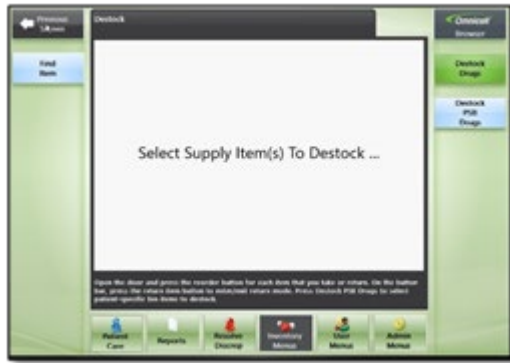 Previous
Menu
Destock
Omnicell
Browser
Find
Item
Destock
Drugs
Destock
PSB
Drugs
Select Supply Item(s) To Destock ...
Open the door and press the reorder button for each item that you take or return. On the button
bar, press the return item button to enter/exit return mode. Press Destock PSB Drugs to select
patient-specific bin items to destock.
Patient
Care
Reports
Resolve
Discrep
Inventory
Menus
User
Menus
Admin
Menus